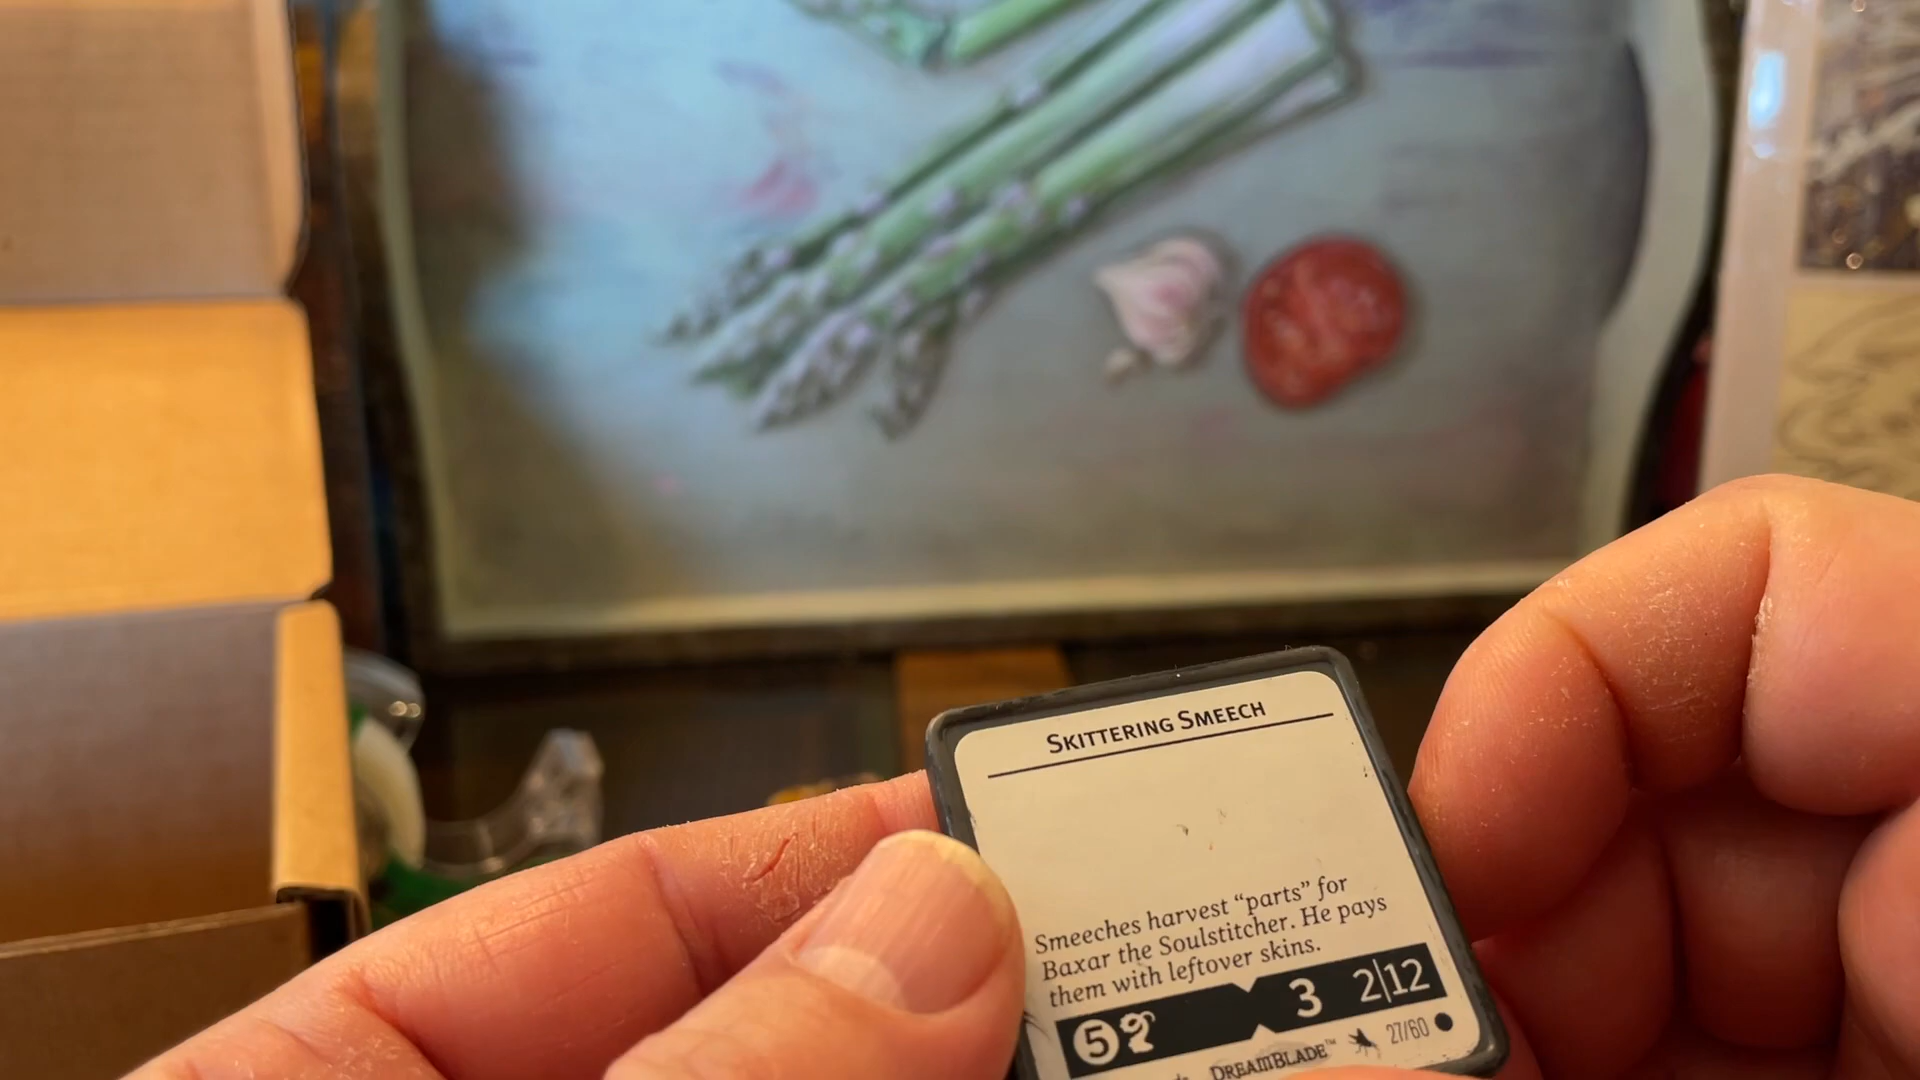 SKITTERING SMEECH
Smeeches harvest “parts” for
Baxar the Soulstitcher. He pays
them with leftover skins.
5 3 2|12
DREAMBLADE™ 27/60